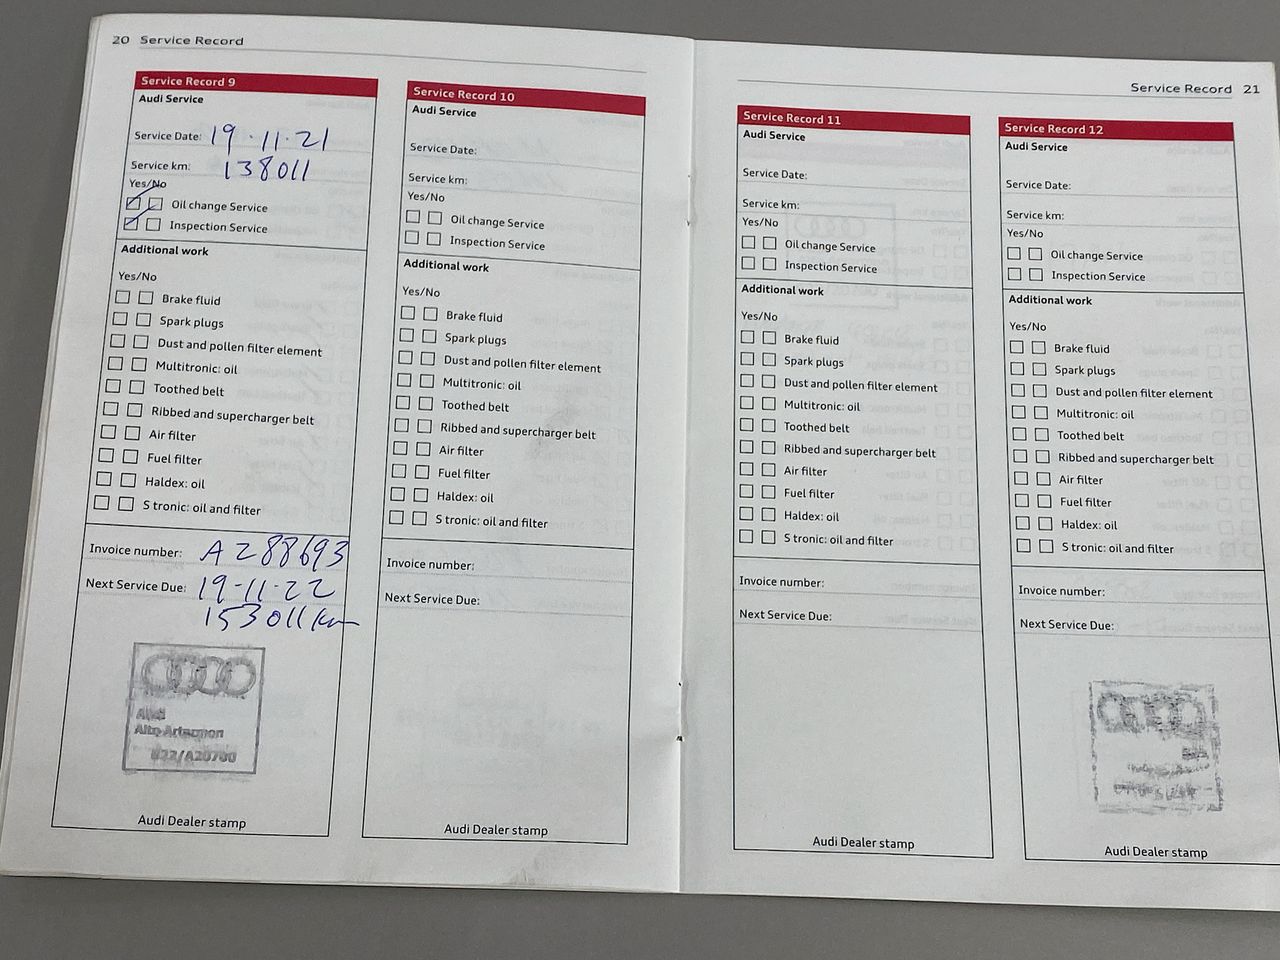 20 Service Record
Service Record 9
Audi Service
Service Date: 19.11.21
Service km: 138011
Yes/No
Oil change Service
Inspection Service
Additional work
Yes/No
Brake fluid
Spark plugs
Dust and pollen filter element
Multitronic: oil
Toothed belt
Ribbed and supercharger belt
Air filter
Fuel filter
Haldex: oil
S tronic: oil and filter
Invoice number: A288693
Next Service Due: 19-11-22
153011 km
Audi
Alto Artarmon
Audi Dealer stamp
Service Record 10
Audi Service
Service Date:
Service km:
Yes/No
Oil change Service
Inspection Service
Additional work
Yes/No
Brake fluid
Spark plugs
Dust and pollen filter element
Multitronic: oil
Toothed belt
Ribbed and supercharger belt
Air filter
Fuel filter
Haldex: oil
S tronic: oil and filter
Invoice number:
Next Service Due:
Audi Dealer stamp
Service Record 21
Service Record 11
Audi Service
Service Date:
Service km:
Yes/No
Oil change Service
Inspection Service
Additional work
Yes/No
Brake fluid
Spark plugs
Dust and pollen filter element
Multitronic: oil
Toothed belt
Ribbed and supercharger belt
Air filter
Fuel filter
Haldex: oil
S tronic: oil and filter
Invoice number:
Next Service Due:
Audi Dealer stamp
Service Record 12
Audi Service
Service Date:
Service km:
Yes/No
Oil change Service
Inspection Service
Additional work
Yes/No
Brake fluid
Spark plugs
Dust and pollen filter element
Multitronic: oil
Toothed belt
Ribbed and supercharger belt
Air filter
Fuel filter
Haldex: oil
S tronic: oil and filter
Invoice number:
Next Service Due:
Audi Dealer stamp